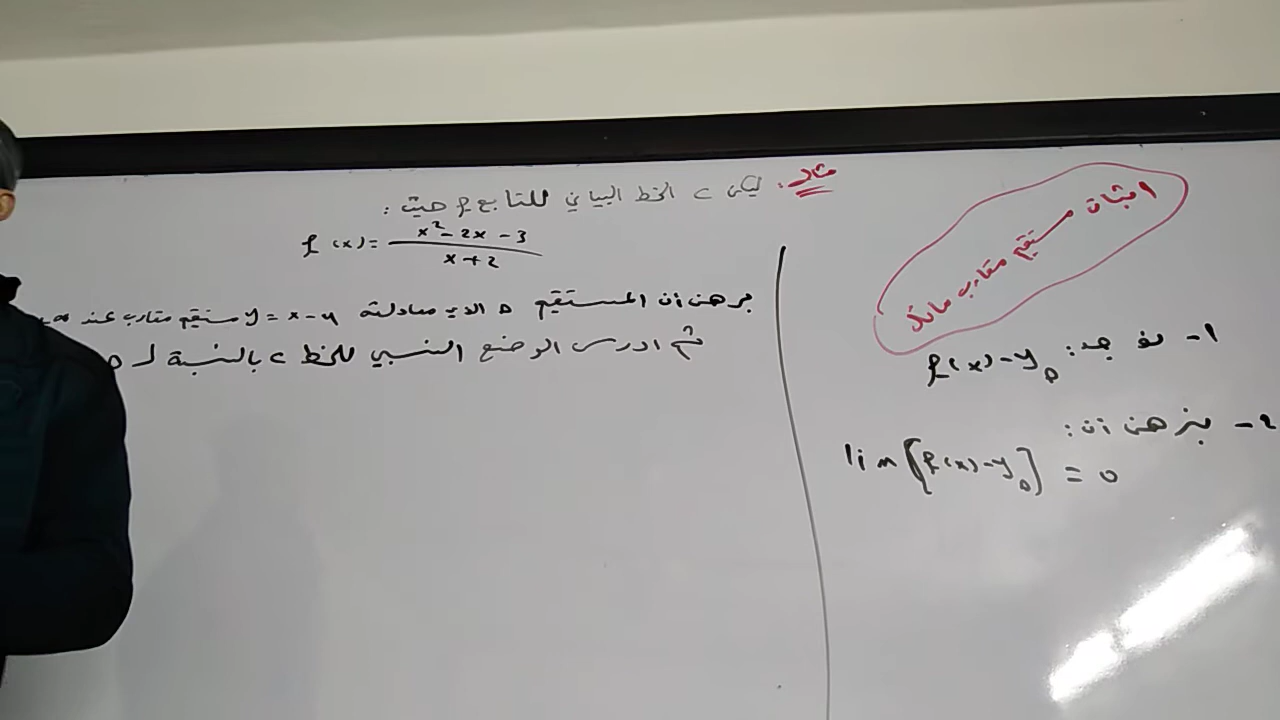 اثبات مستقيم مقارب مائل
1- نوجد: f(x)-y_Δ
2- نبرهن أن:
lim[f(x)-y_Δ] = 0
مثال: ليكن C الخط البياني للتابع f حيث:
f(x)= \frac{x²-2x-3}{x+2}
برهن أن المستقيم Δ الذي معادلته y=x-4 مستقيم مقارب عند
ثم ادرس الوضع النسبي للخط C بالنبة لـ Δ